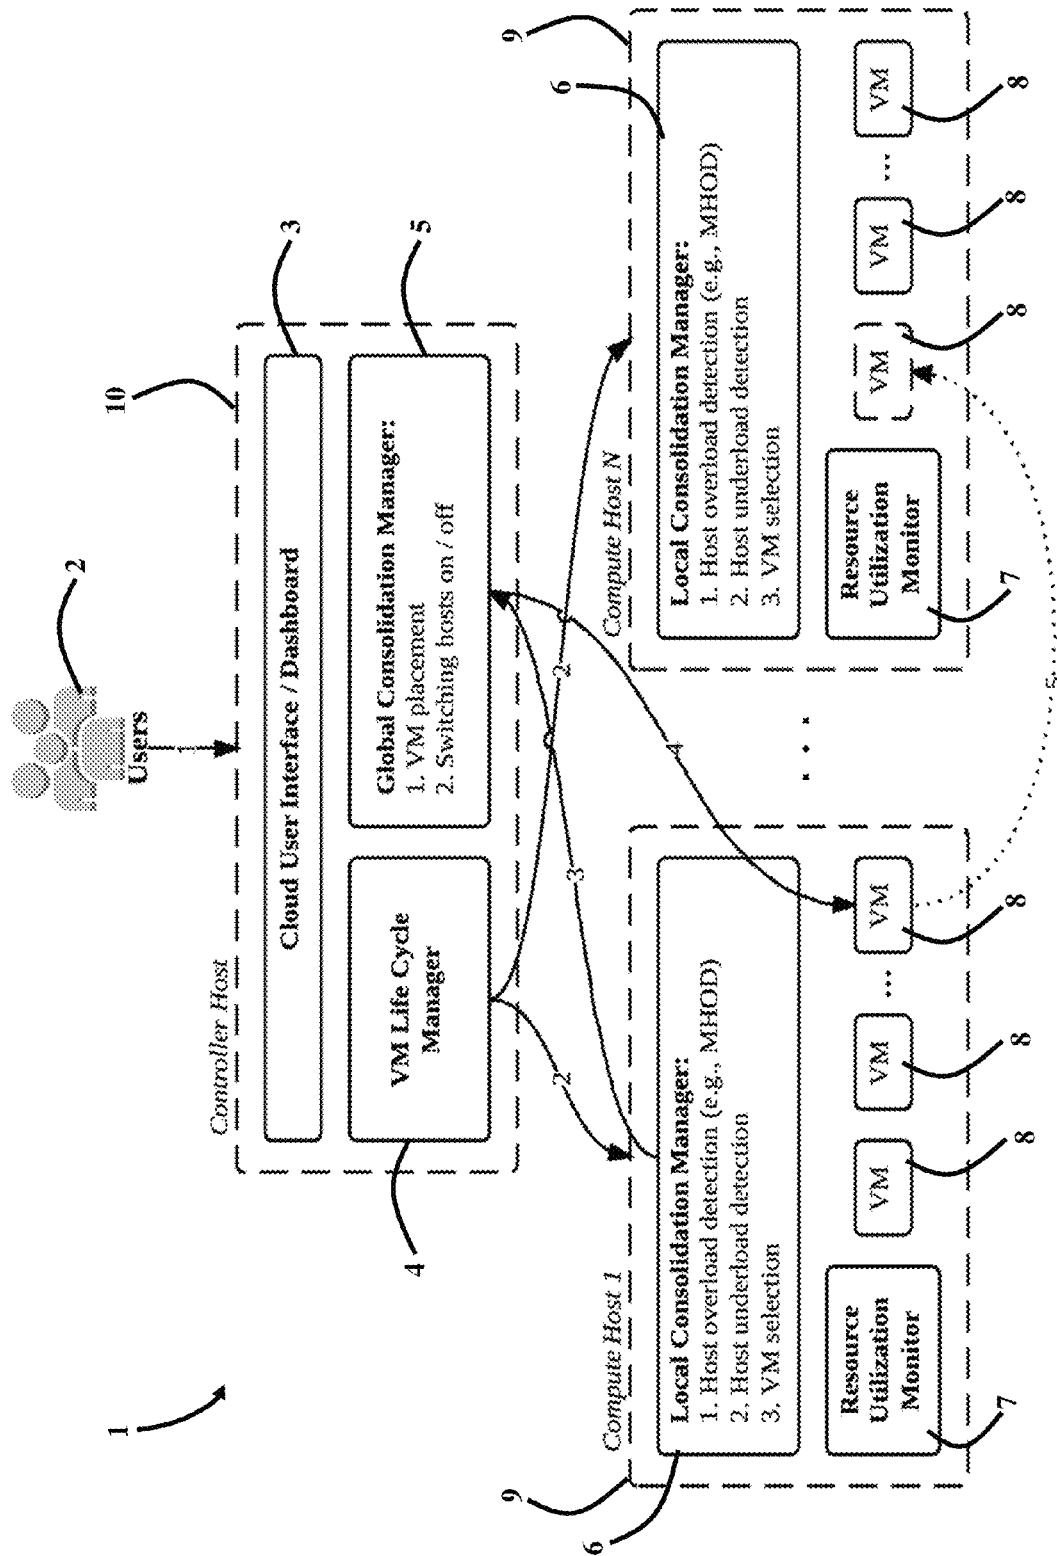 1
2
Users
1
10
Controller Host
3
Cloud User Interface / Dashboard
4
VM Life Cycle
Manager
5
Global Consolidation Manager:
1. VM placement
2. Switching hosts on / off
2
2
3
4
5
9
Compute Host 1
6
Local Consolidation Manager:
1. Host overload detection (e.g., MHOD)
2. Host underload detection
3. VM selection
7
Resource
Utilization
Monitor
VM
VM
...
VM
8
8
8
. . .
9
Compute Host N
6
Local Consolidation Manager:
1. Host overload detection (e.g., MHOD)
2. Host underload detection
3. VM selection
7
Resource
Utilization
Monitor
VM
VM
...
VM
8
8
8